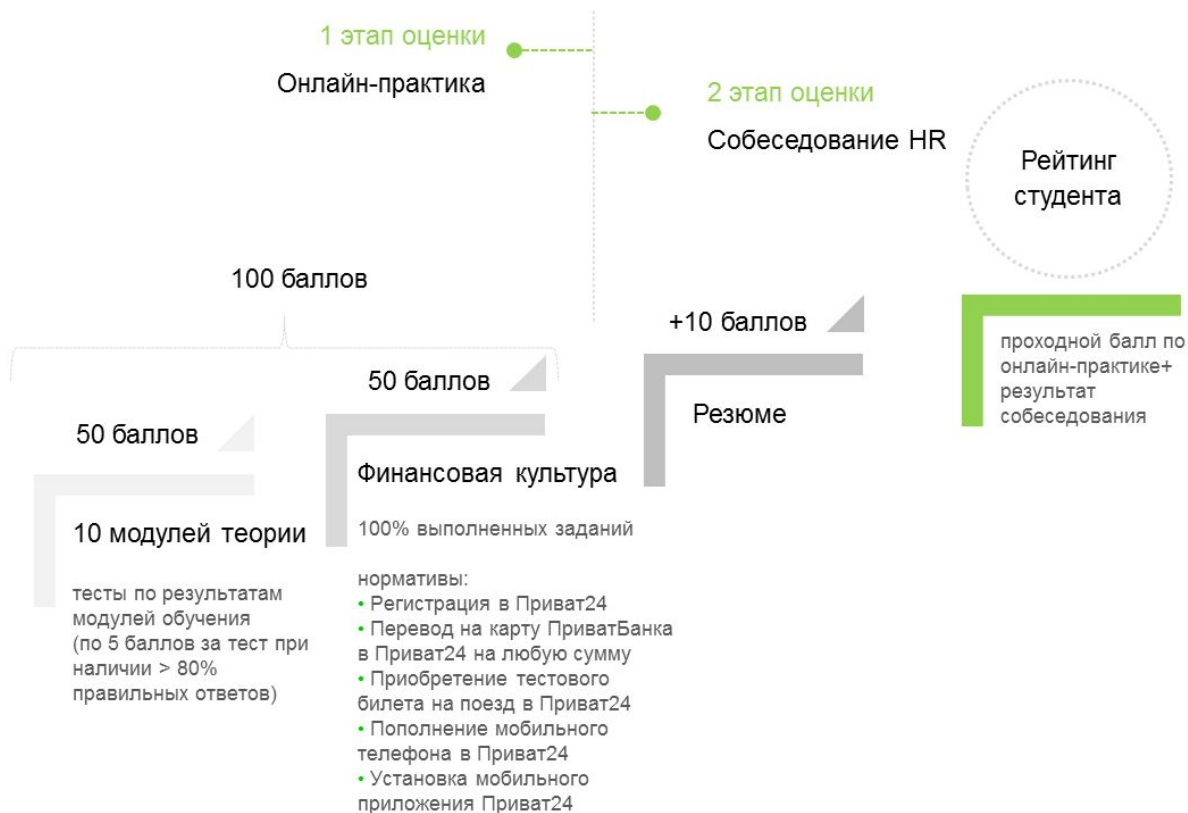 1 этап оценки
Онлайн-практика
2 этап оценки
Собеседование HR
Рейтинг
студента
100 баллов
50 баллов
10 модулей теории
тесты по результатам
модулей обучения
(по 5 баллов за тест при
наличии > 80%
правильных ответов)
50 баллов
Финансовая культура
100% выполненных заданий
нормативы:
• Регистрация в Приват24
• Перевод на карту ПриватБанка
в Приват24 на любую сумму
• Приобретение тестового
билета на поезд в Приват24
• Пополнение мобильного
телефона в Приват24
• Установка мобильного
приложения Приват24
+10 баллов
Резюме
проходной балл по
онлайн-практике+
результат
собеседования